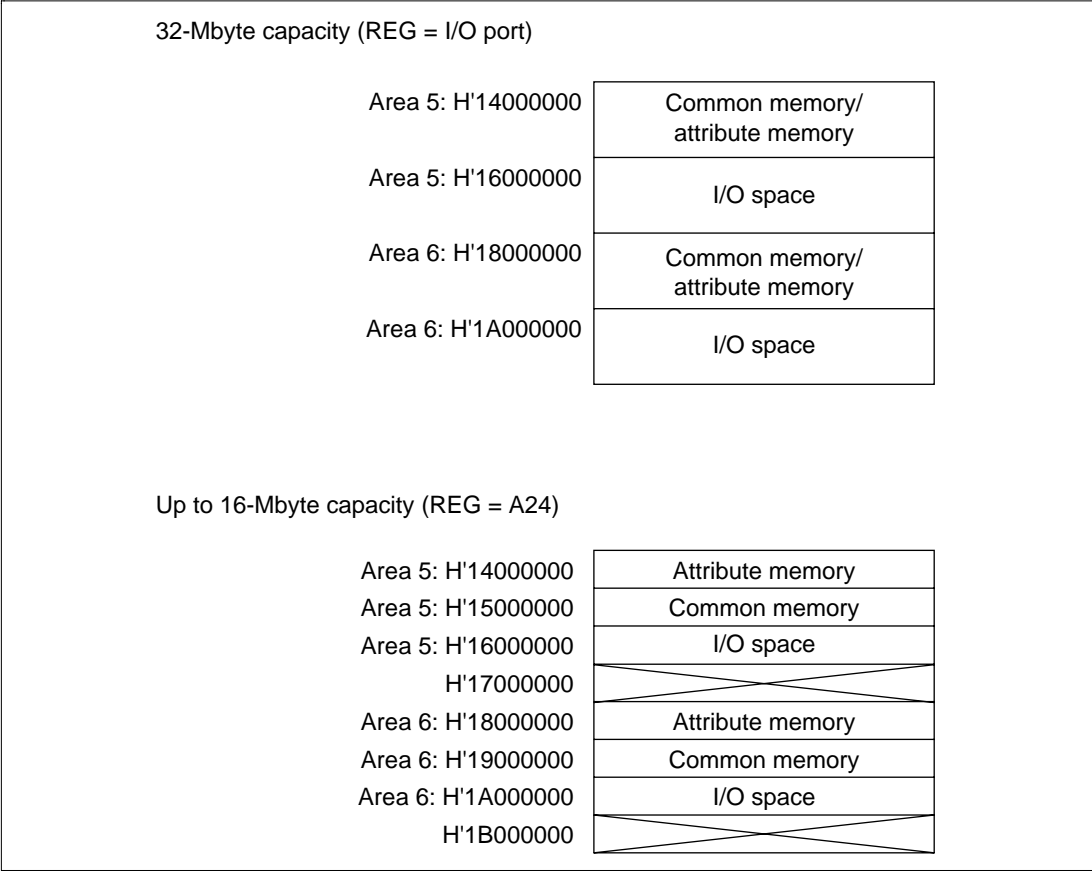 32-Mbyte capacity (REG = I/O port)
Area 5: H'14000000
Common memory/
attribute memory
Area 5: H'16000000
I/O space
Area 6: H'18000000
Common memory/
attribute memory
Area 6: H'1A000000
I/O space
Up to 16-Mbyte capacity (REG = A24)
Area 5: H'14000000 Attribute memory
Area 5: H'15000000 Common memory
Area 5: H'16000000 I/O space
H'17000000
Area 6: H'18000000 Attribute memory
Area 6: H'19000000 Common memory
Area 6: H'1A000000 I/O space
H'1B000000